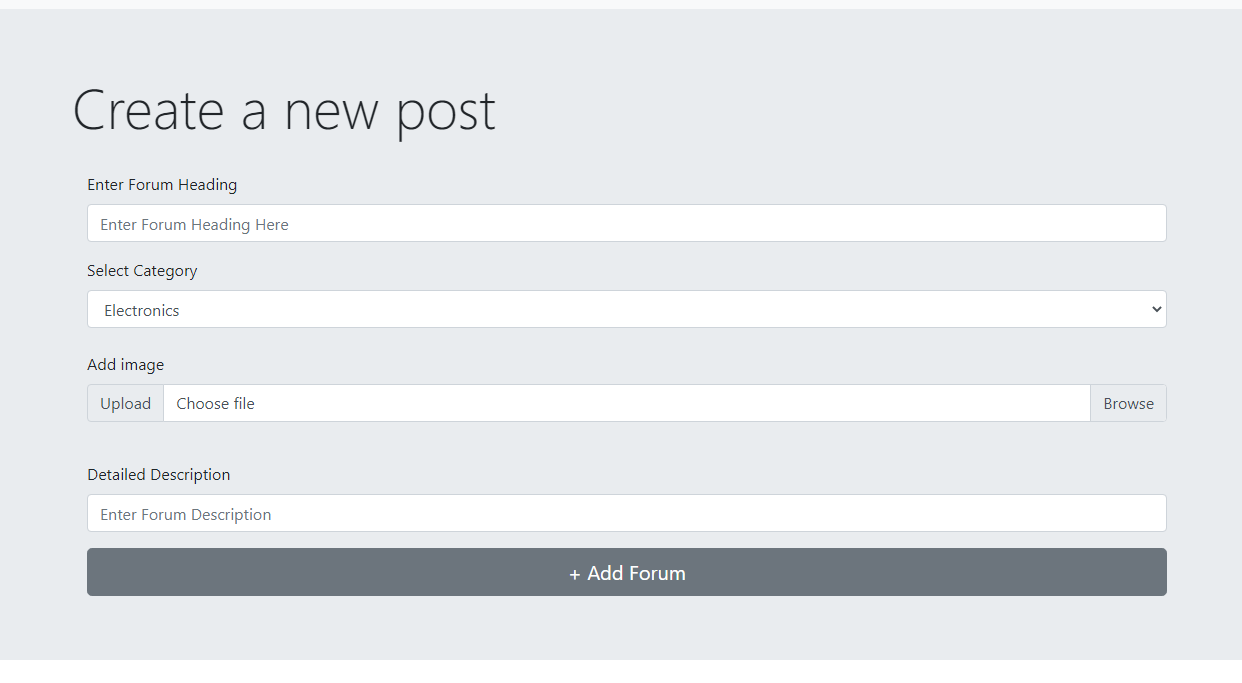 Create a new post
Enter Forum Heading
Enter Forum Heading Here
Select Category
Electronics
Add image
Upload Choose file Browse
Detailed Description
Enter Forum Description
+ Add Forum